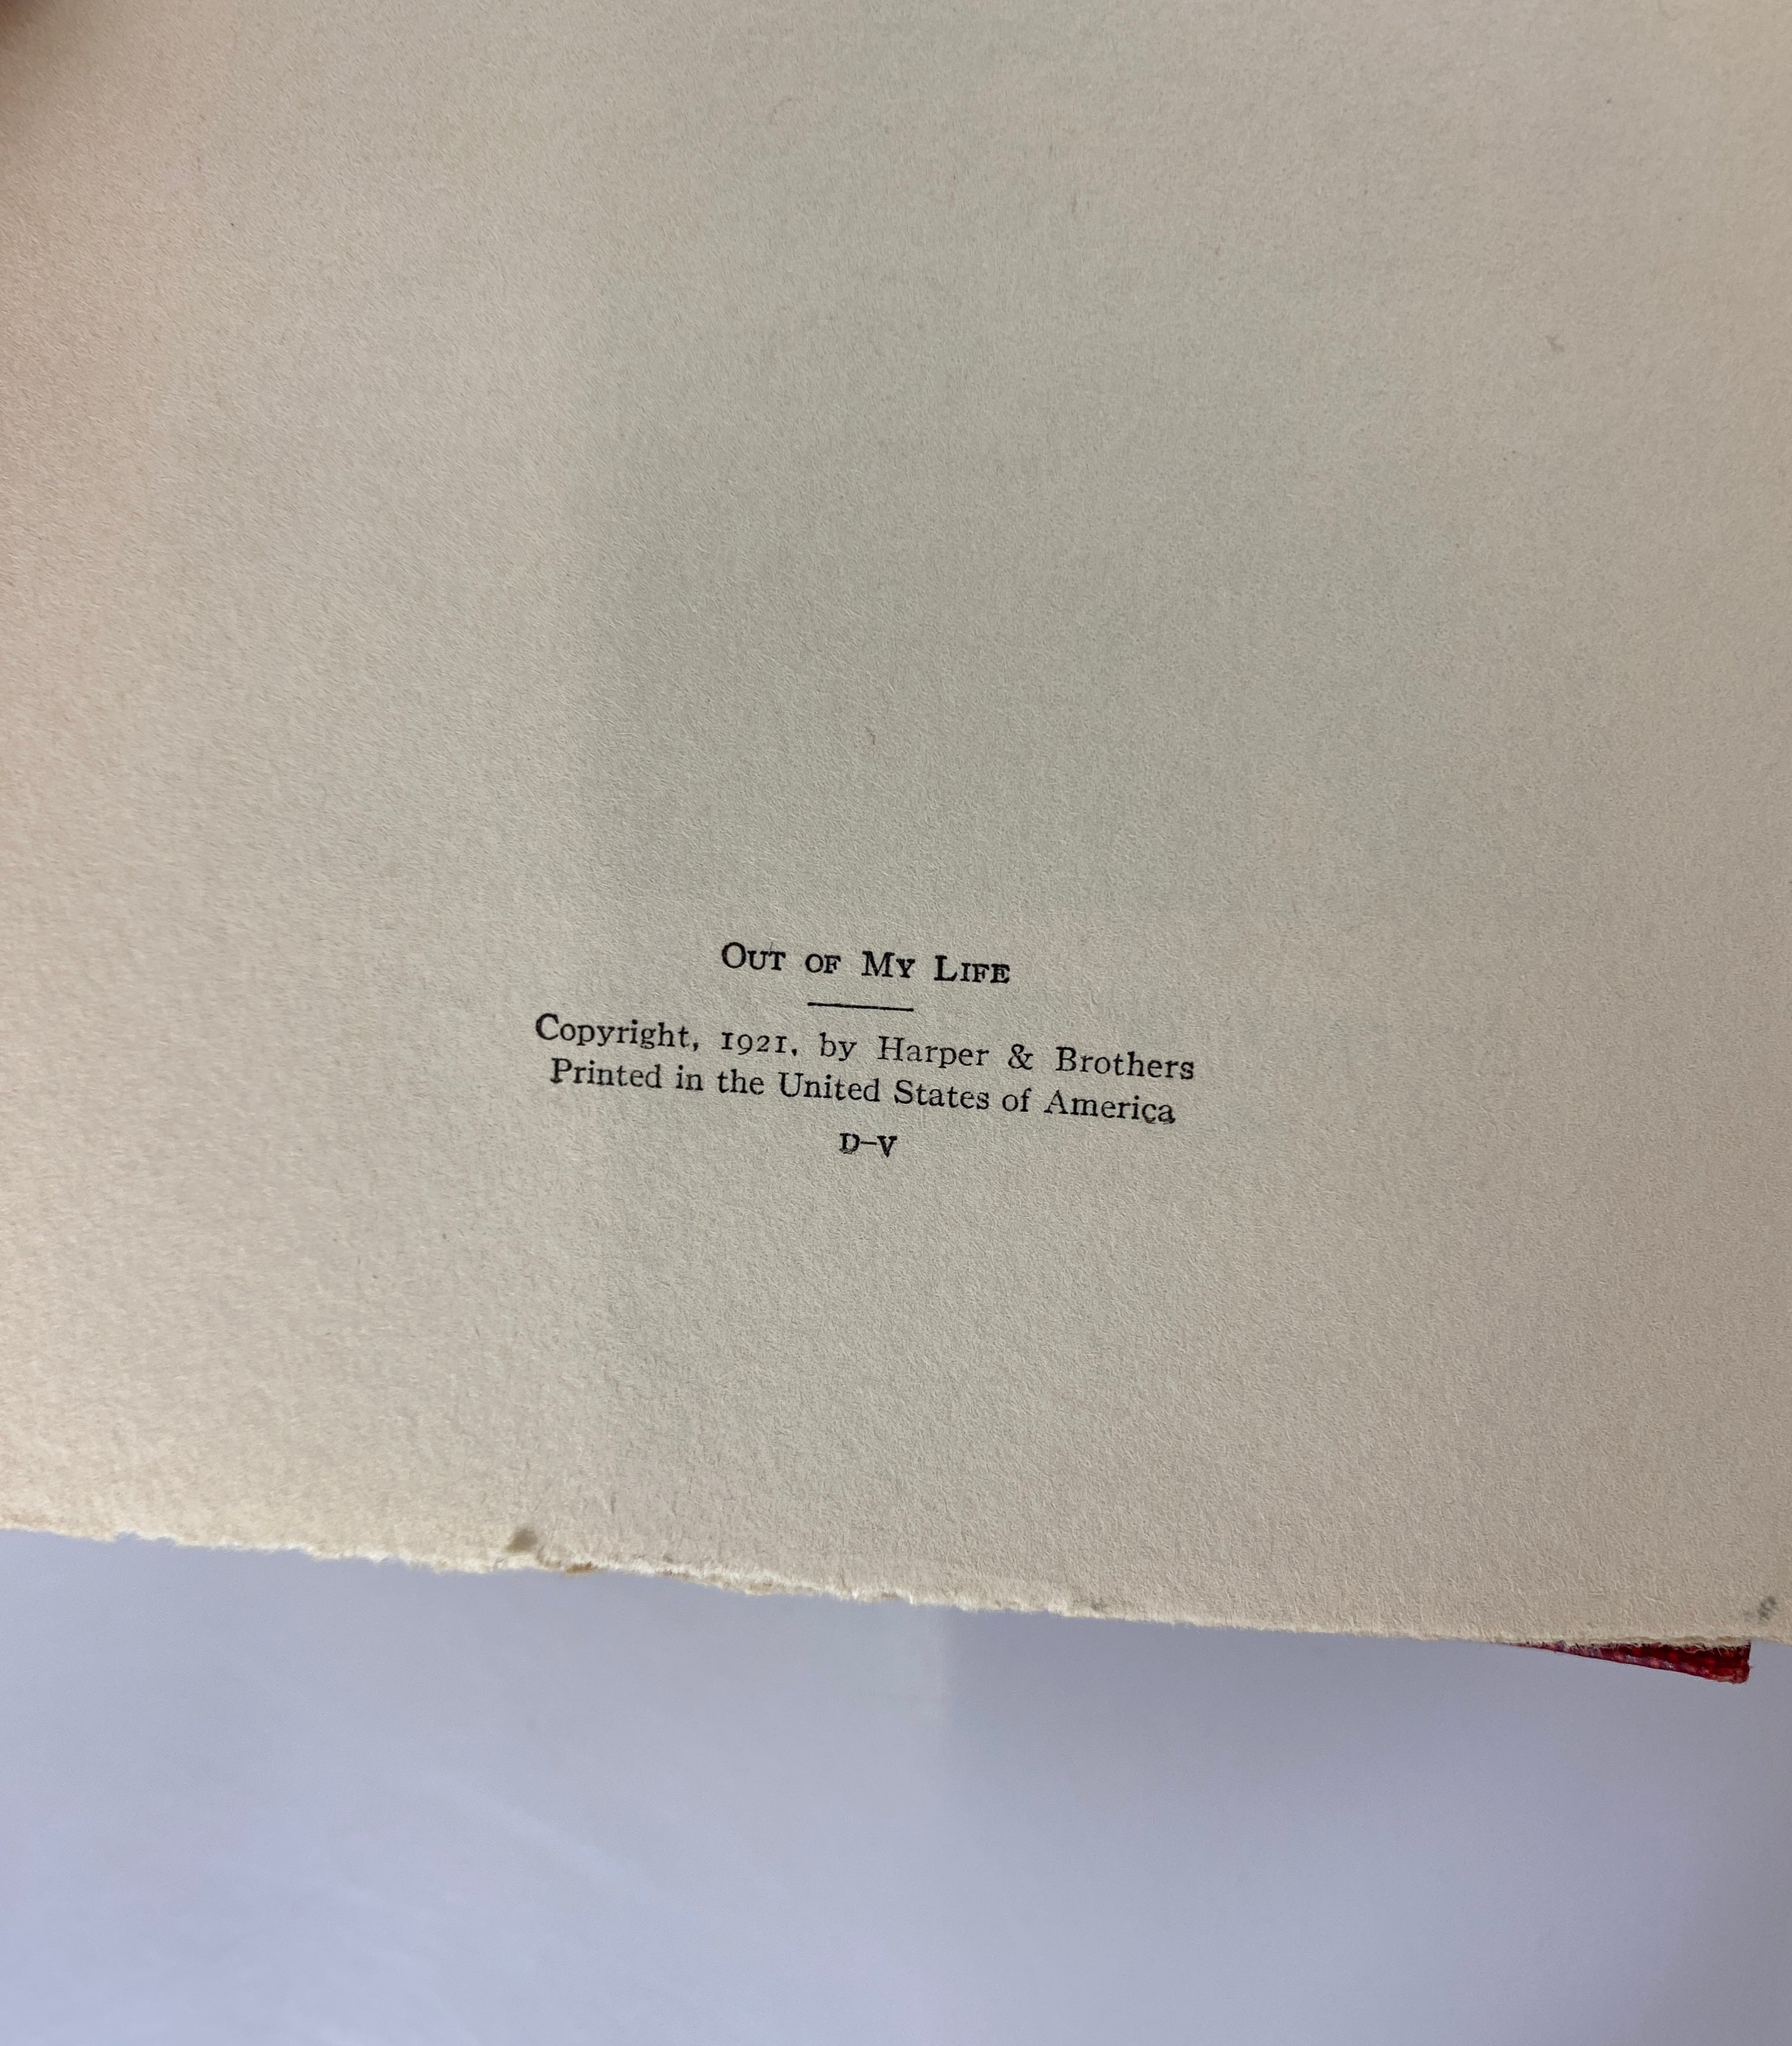 Out of My Life
Copyright, 1921, by Harper & Brothers
Printed in the United States of America
D–V